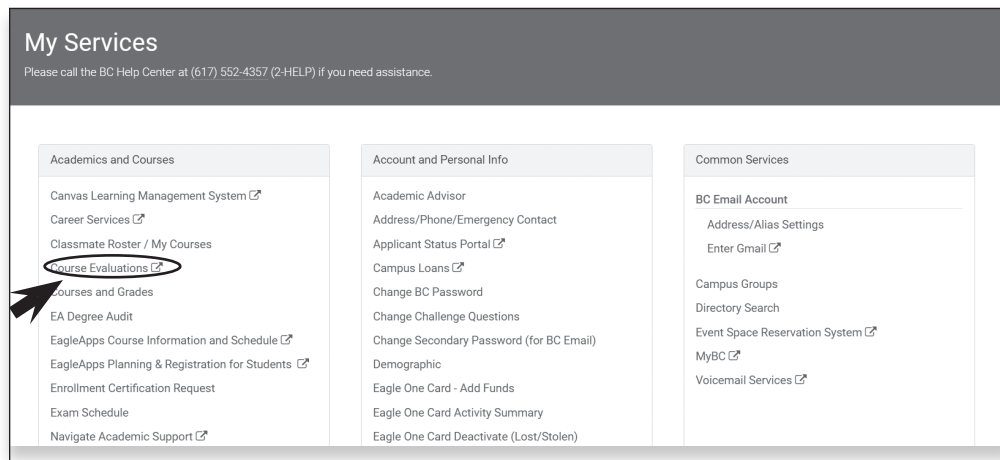 My Services
Please call the BC Help Center at (617) 552-4357 (2-HELP) if you need assistance.
Academics and Courses
Canvas Learning Management System
Career Services
Classmate Roster / My Courses
Course Evaluations
Courses and Grades
EA Degree Audit
EagleApps Course Information and Schedule
EagleApps Planning & Registration for Students
Enrollment Certification Request
Exam Schedule
Navigate Academic Support
Account and Personal Info
Academic Advisor
Address/Phone/Emergency Contact
Applicant Status Portal
Campus Loans
Change BC Password
Change Challenge Questions
Change Secondary Password (for BC Email)
Demographic
Eagle One Card - Add Funds
Eagle One Card Activity Summary
Eagle One Card Deactivate (Lost/Stolen)
Common Services
BC Email Account
Address/Alias Settings
Enter Gmail
Campus Groups
Directory Search
Event Space Reservation System
MyBC
Voicemail Services